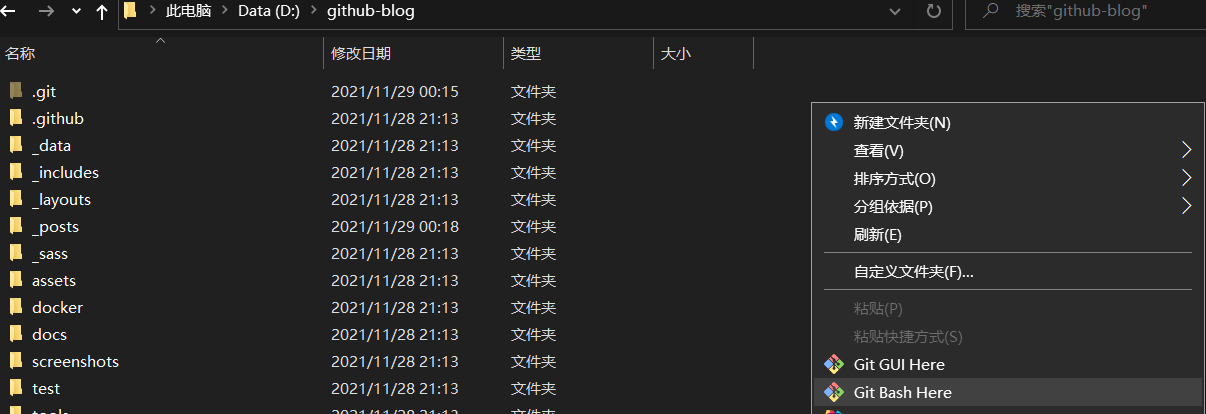 此电脑 Data (D:) github-blog 搜索"github-blog"
名称 修改日期 类型 大小
.git 2021/11/29 00:15 文件夹
.github 2021/11/28 21:13 文件夹
_data 2021/11/28 21:13 文件夹
_includes 2021/11/28 21:13 文件夹
_layouts 2021/11/28 21:13 文件夹
_posts 2021/11/29 00:18 文件夹
_sass 2021/11/28 21:13 文件夹
assets 2021/11/28 21:13 文件夹
docker 2021/11/28 21:13 文件夹
docs 2021/11/28 21:13 文件夹
screenshots 2021/11/28 21:13 文件夹
test 2021/11/28 21:13 文件夹
新建文件夹(N)
查看(V)
排序方式(O)
分组依据(P)
刷新(E)
自定义文件夹(F)...
粘贴(P)
粘贴快捷方式(S)
Git GUI Here
Git Bash Here